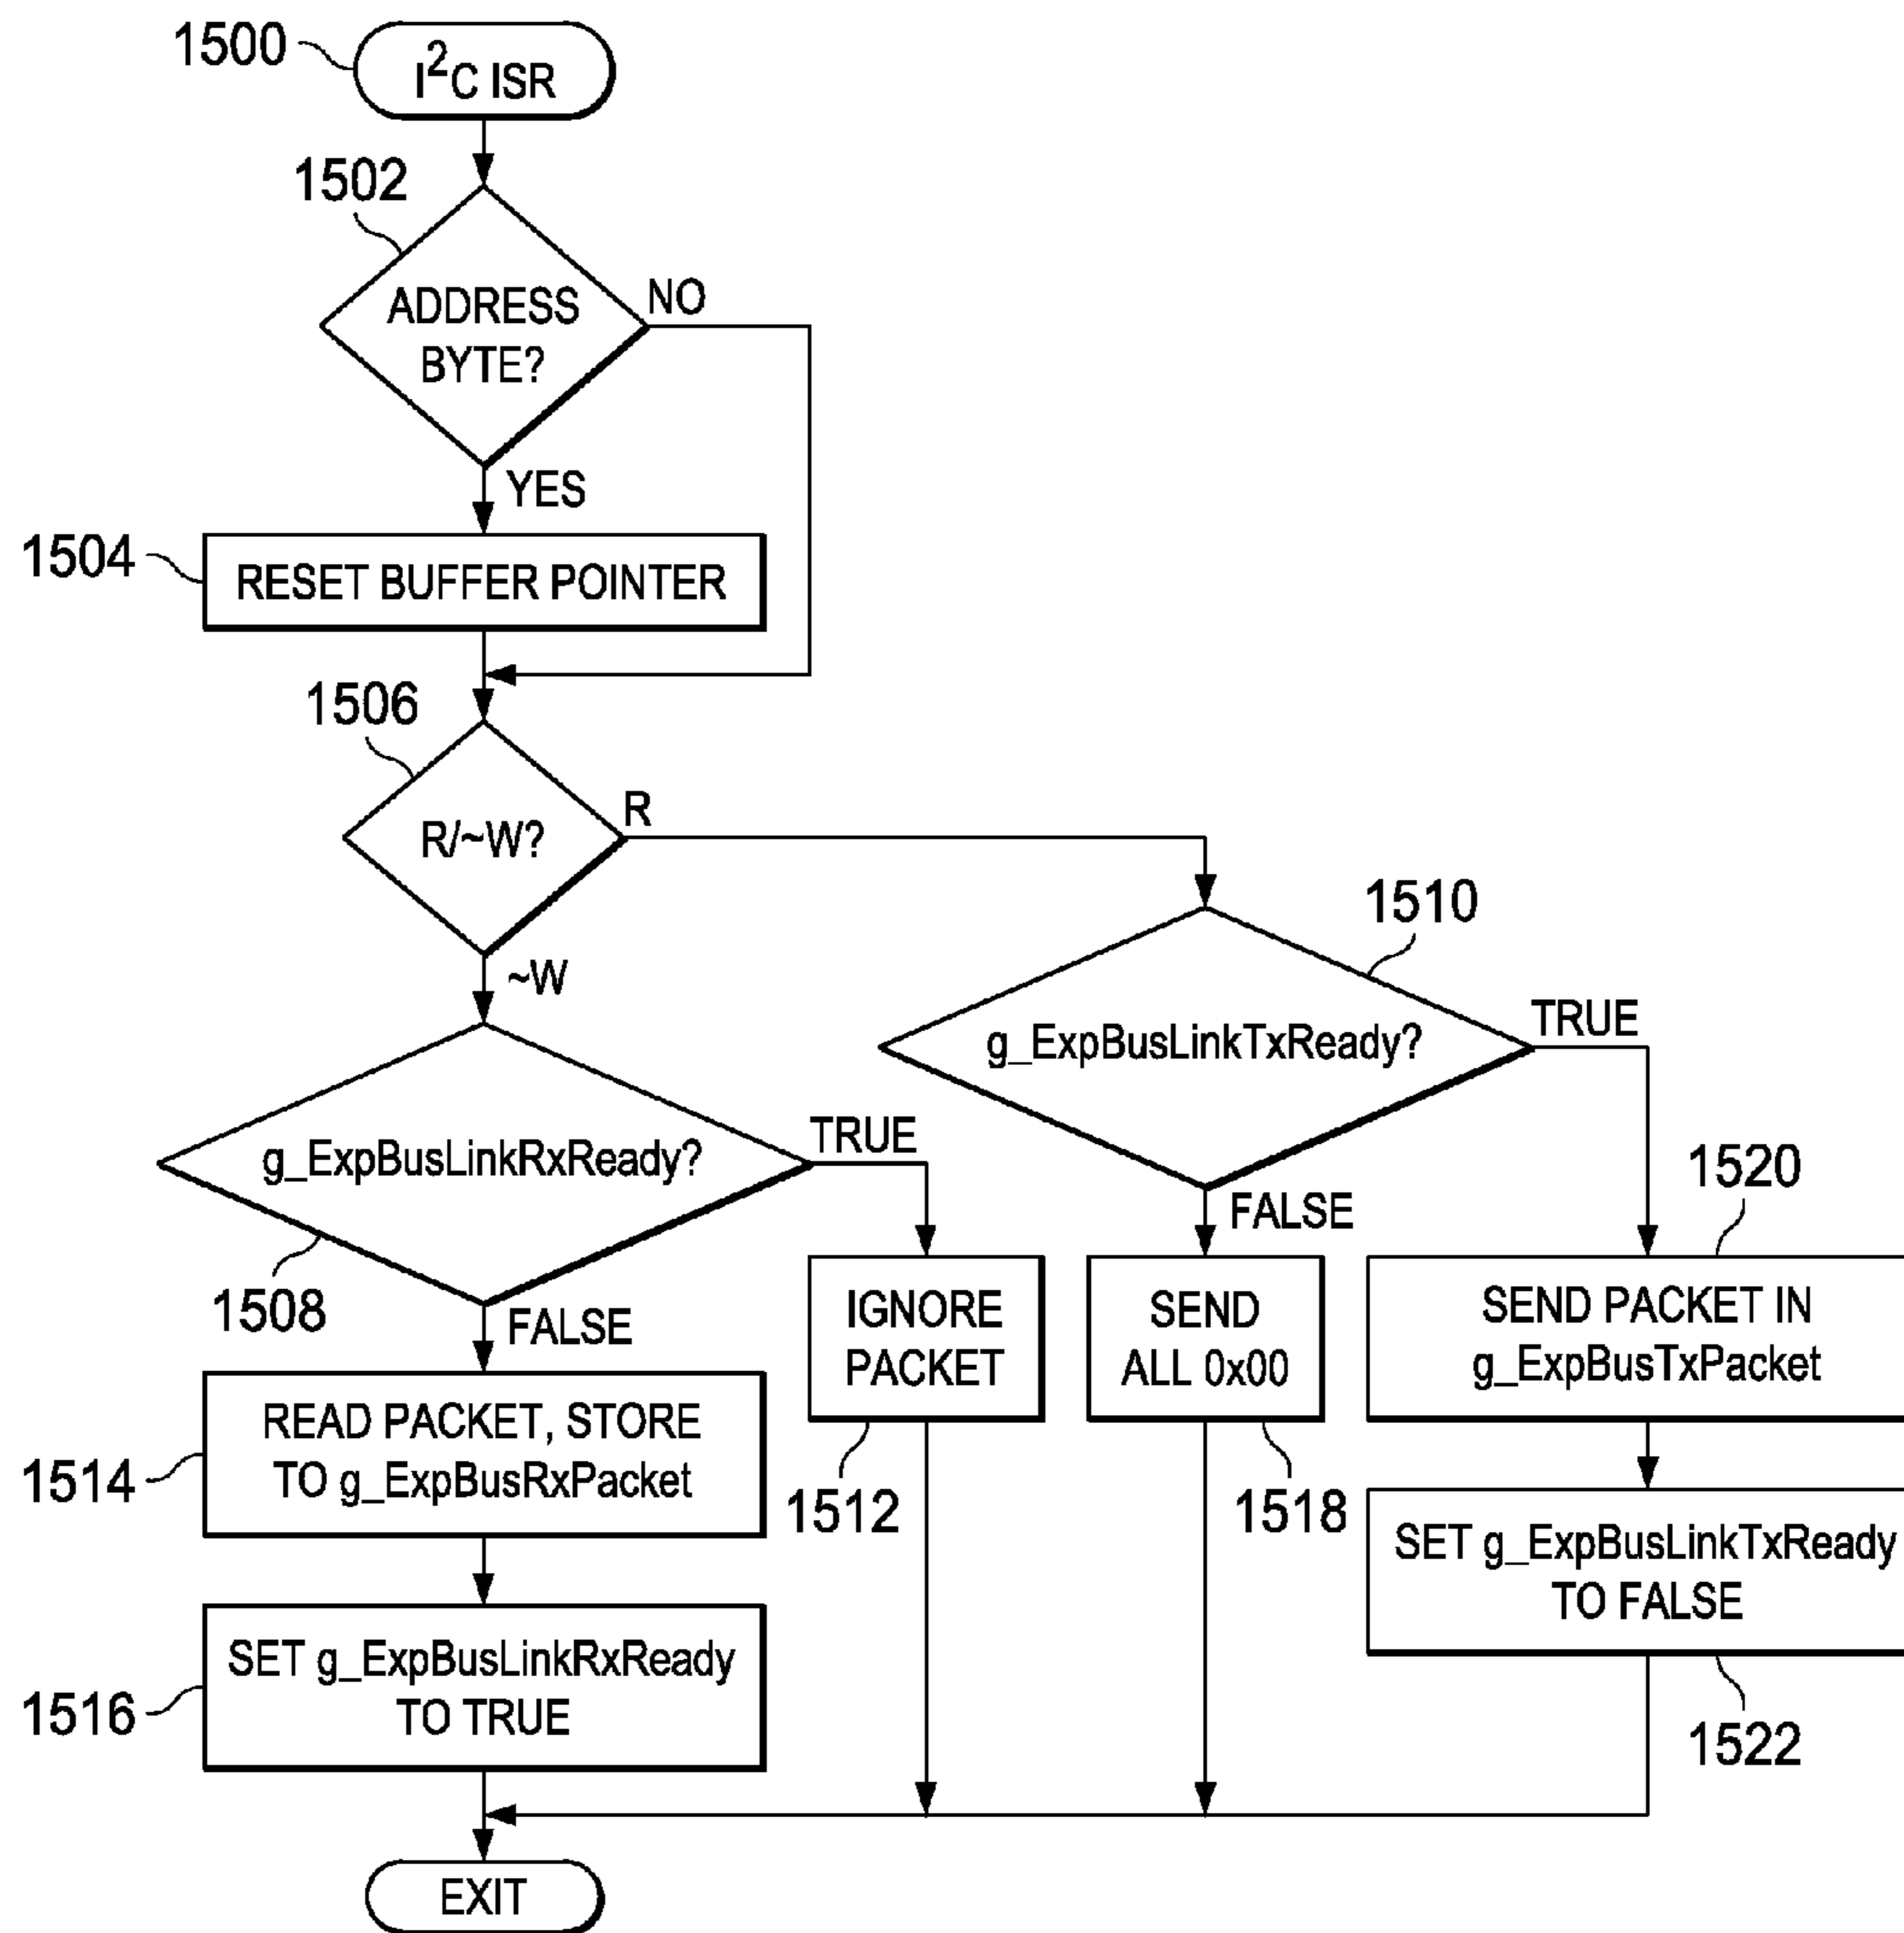 1500
I²C ISR
1502
ADDRESS
BYTE?
NO
YES
1504
RESET BUFFER POINTER
1506
R/~W?
R
~W
1510
g_ExpBusLinkTxReady?
TRUE
FALSE
g_ExpBusLinkRxReady?
TRUE
1508
FALSE
1520
IGNORE
PACKET
1512
SEND
ALL 0x00
1518
SEND PACKET IN
g_ExpBusTxPacket
1514
READ PACKET, STORE
TO g_ExpBusRxPacket
SET g_ExpBusLinkTxReady
TO FALSE
1522
1516
SET g_ExpBusLinkRxReady
TO TRUE
EXIT